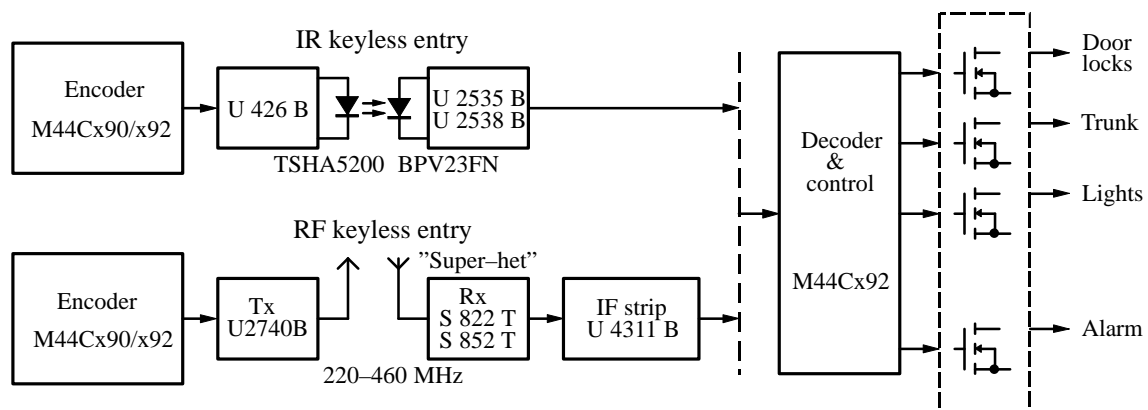 IR keyless entry
Encoder
M44Cx90/x92
U 426 B
U 2535 B
U 2538 B
TSHA5200 BPV23FN
RF keyless entry
"Super–het"
Encoder
M44Cx90/x92
Tx
U2740B
Rx
S 822 T
S 852 T
IF strip
U 4311 B
220–460 MHz
Decoder
&
control
M44Cx92
Door
locks
Trunk
Lights
Alarm